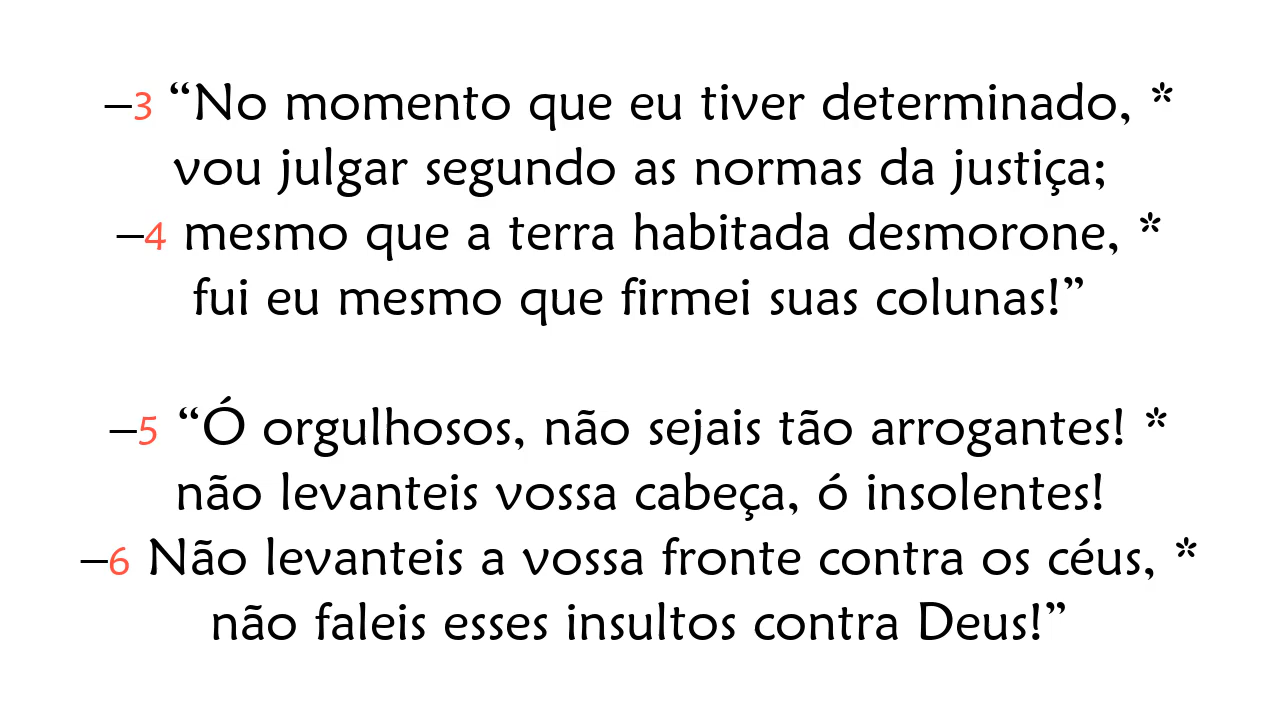 –3 “No momento que eu tiver determinado, *
vou julgar segundo as normas da justiça;
–4 mesmo que a terra habitada desmorone, *
fui eu mesmo que firmei suas colunas!”
–5 “Ó orgulhosos, não sejais tão arrogantes! *
não levanteis vossa cabeça, ó insolentes!
–6 Não levanteis a vossa fronte contra os céus, *
não faleis esses insultos contra Deus!”